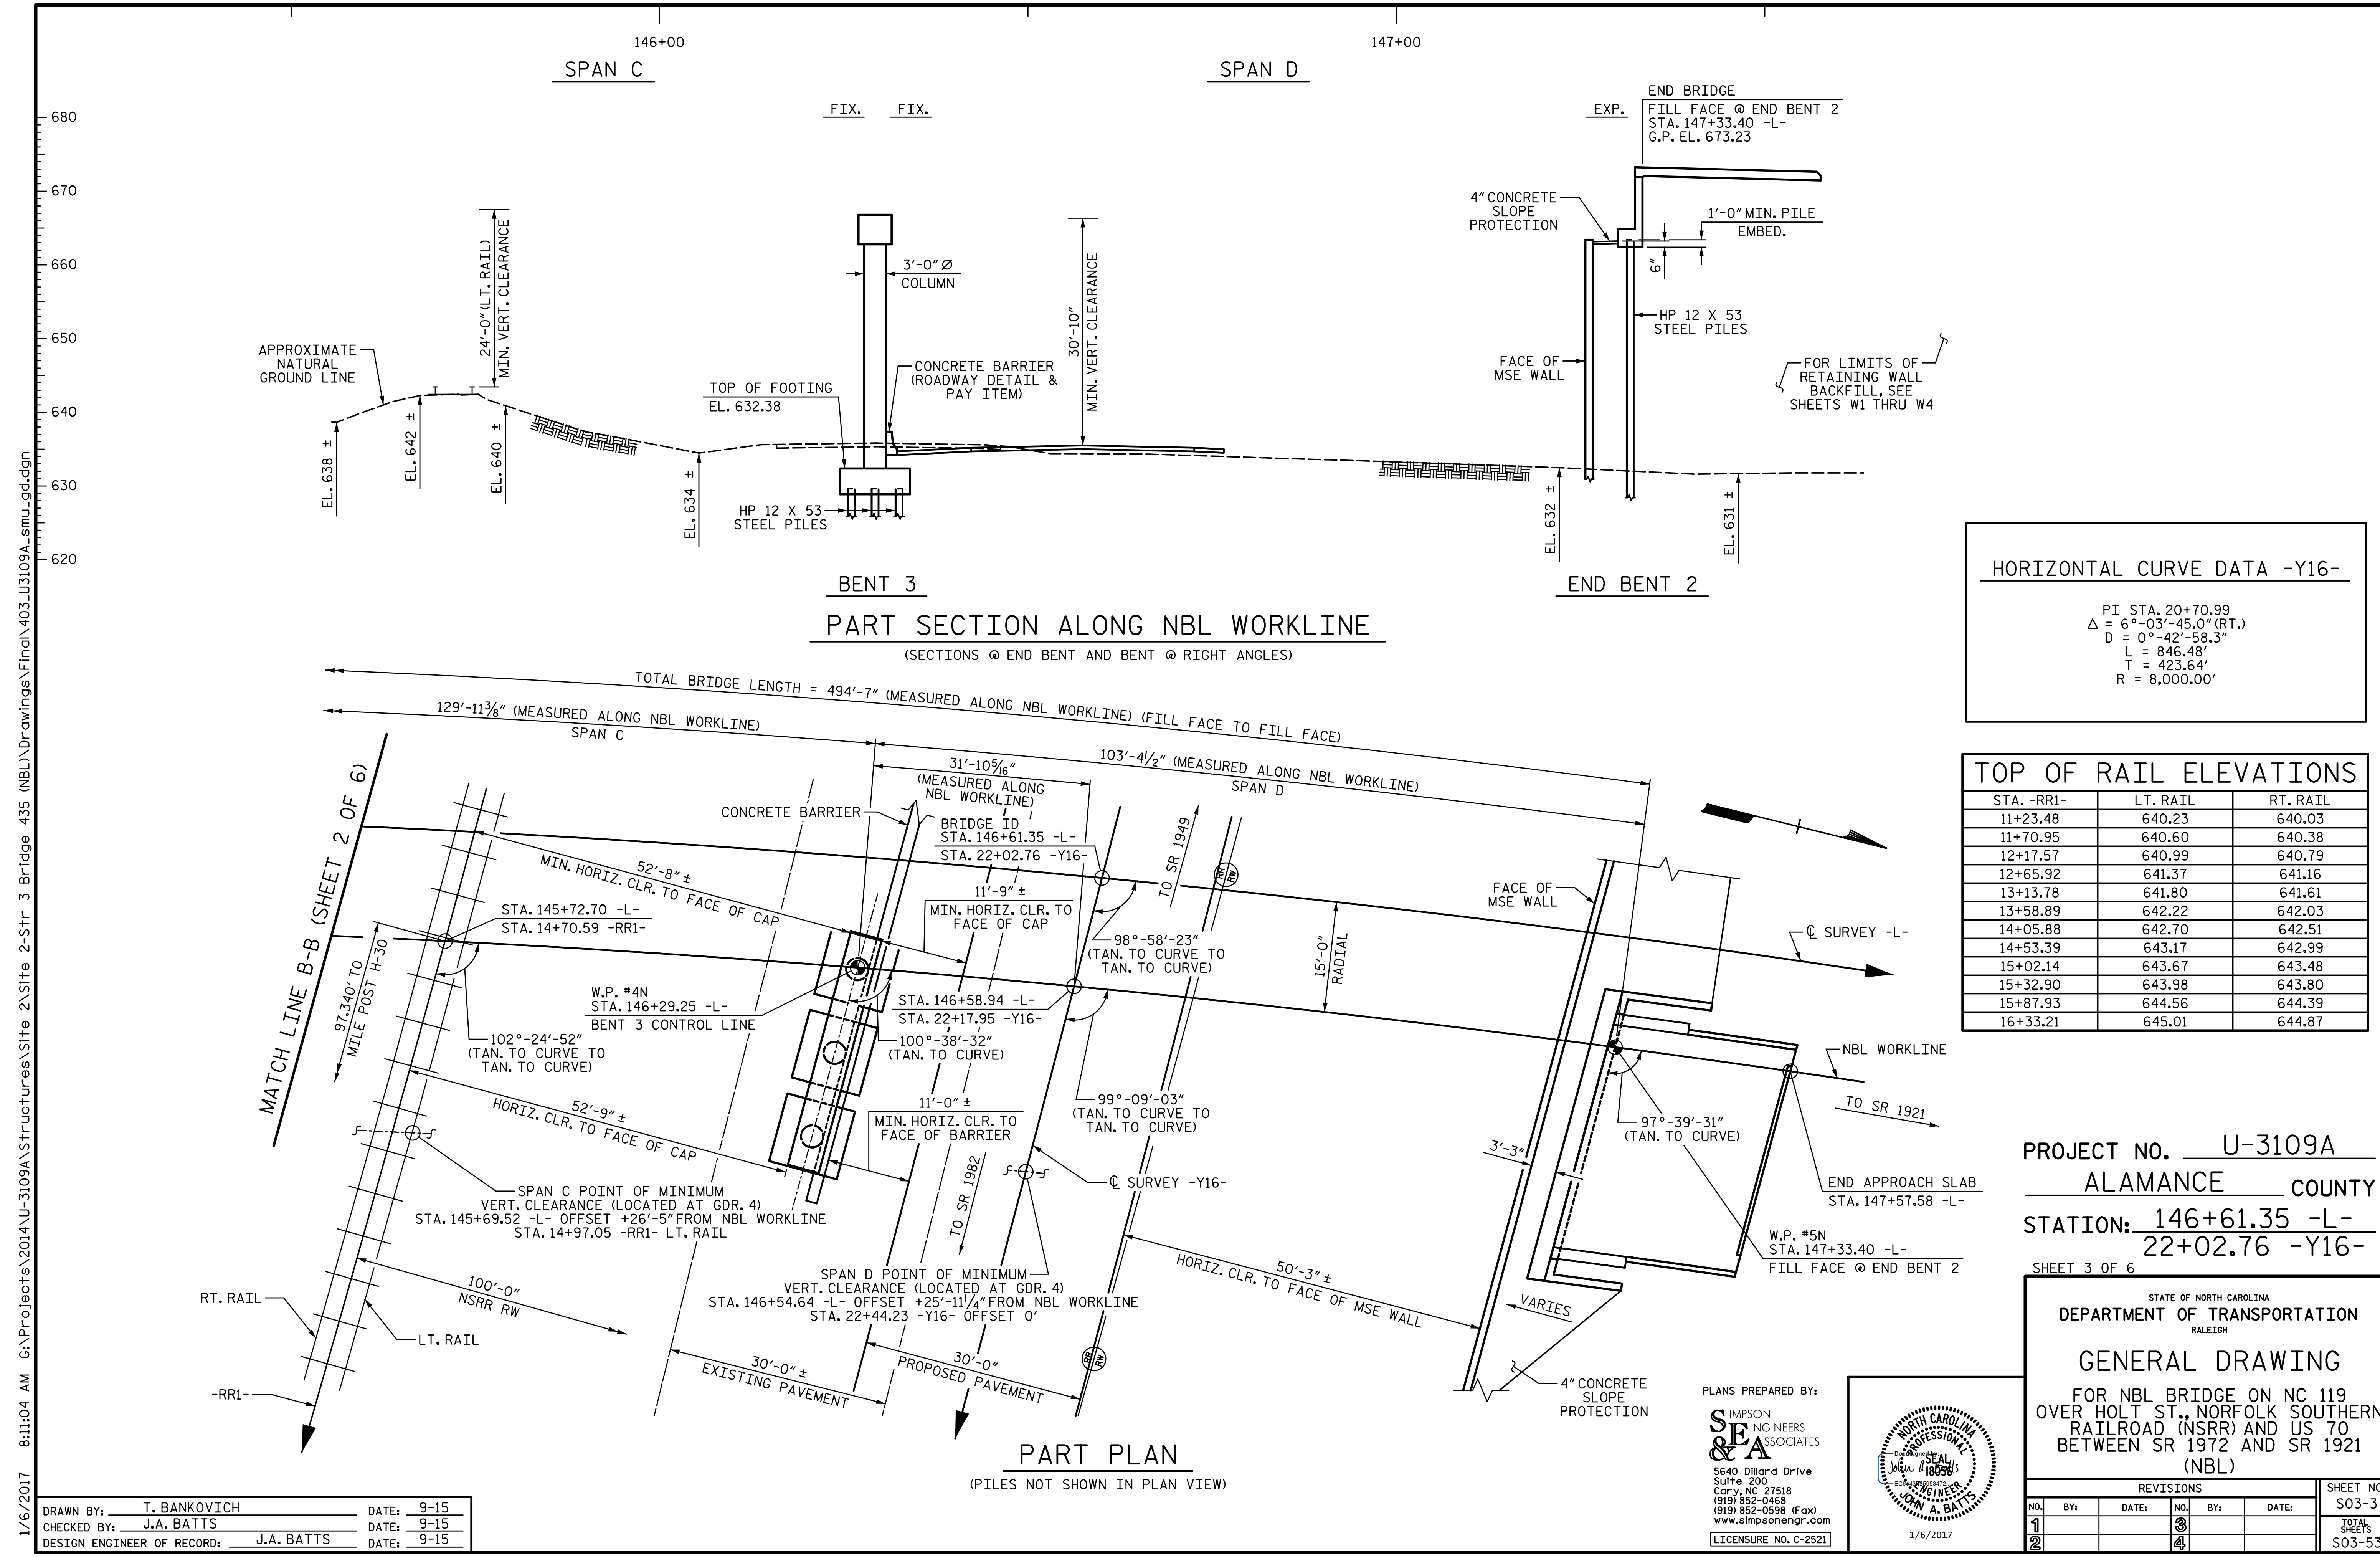 146+00
147+00
SPAN C
SPAN D
FIX.
FIX.
EXP.
END BRIDGE
FILL FACE @ END BENT 2
STA. 147+33.40 -L-
G.P. EL. 673.23
680
670
660
650
640
630
620
24'-0" (LT. RAIL)
MIN. VERT. CLEARANCE
3'-0" Ø
COLUMN
30'-10"
MIN. VERT. CLEARANCE
4" CONCRETE
SLOPE
PROTECTION
1'-0" MIN. PILE
EMBED.
6"
HP 12 X 53
STEEL PILES
APPROXIMATE
NATURAL
GROUND LINE
TOP OF FOOTING
EL. 632.38
CONCRETE BARRIER
(ROADWAY DETAIL &
PAY ITEM)
FACE OF
MSE WALL
FOR LIMITS OF
RETAINING WALL
BACKFILL, SEE
SHEETS W1 THRU W4
EL. 638 ±
EL. 642 ±
EL. 640 ±
EL. 634 ±
HP 12 X 53
STEEL PILES
EL. 632 ±
EL. 631 ±
BENT 3
END BENT 2
PART SECTION ALONG NBL WORKLINE
(SECTIONS @ END BENT AND BENT @ RIGHT ANGLES)
HORIZONTAL CURVE DATA -Y16-
PI STA. 20+70.99
Δ = 6°-03'-45.0" (RT.)
D = 0°-42'-58.3"
L = 846.48'
T = 423.64'
R = 8,000.00'
TOTAL BRIDGE LENGTH = 494'-7" (MEASURED ALONG NBL WORKLINE) (FILL FACE TO FILL FACE)
129'-11⅜" (MEASURED ALONG NBL WORKLINE)
SPAN C
103'-4½" (MEASURED ALONG NBL WORKLINE)
SPAN D
31'-10 5/16"
(MEASURED ALONG
NBL WORKLINE)
CONCRETE BARRIER
BRIDGE ID
STA. 146+61.35 -L-
STA. 22+02.76 -Y16-
TO SR 1949
RR
RW
MATCH LINE B-B (SHEET 2 OF 6)
52'-8" ±
MIN. HORIZ. CLR. TO FACE OF CAP
11'-9" ±
MIN. HORIZ. CLR. TO
FACE OF CAP
STA. 145+72.70 -L-
STA. 14+70.59 -RR1-
98°-58'-23"
(TAN. TO CURVE TO
TAN. TO CURVE)
15'-0"
RADIAL
FACE OF
MSE WALL
℄ SURVEY -L-
97.340' TO
MILE POST H-30
W.P. #4N
STA. 146+29.25 -L-
BENT 3 CONTROL LINE
STA. 146+58.94 -L-
STA. 22+17.95 -Y16-
102°-24'-52"
(TAN. TO CURVE TO
TAN. TO CURVE)
100°-38'-32"
(TAN. TO CURVE)
NBL WORKLINE
52'-9" ±
HORIZ. CLR. TO FACE OF CAP
11'-0" ±
MIN. HORIZ. CLR. TO
FACE OF BARRIER
99°-09'-03"
(TAN. TO CURVE TO
TAN. TO CURVE)
97°-39'-31"
(TAN. TO CURVE)
TO SR 1921
3'-3"
SPAN C POINT OF MINIMUM
VERT. CLEARANCE (LOCATED AT GDR. 4)
STA. 145+69.52 -L- OFFSET +26'-5" FROM NBL WORKLINE
STA. 14+97.05 -RR1- LT. RAIL
TO SR 1982
℄ SURVEY -Y16-
END APPROACH SLAB
STA. 147+57.58 -L-
W.P. #5N
STA. 147+33.40 -L-
FILL FACE @ END BENT 2
SPAN D POINT OF MINIMUM
VERT. CLEARANCE (LOCATED AT GDR. 4)
STA. 146+54.64 -L- OFFSET +25'-11¼" FROM NBL WORKLINE
STA. 22+44.23 -Y16- OFFSET 0'
50'-3" ±
HORIZ. CLR. TO FACE OF MSE WALL
VARIES
RT. RAIL
100'-0"
NSRR RW
LT. RAIL
-RR1-
30'-0" ±
EXISTING PAVEMENT
30'-0"
PROPOSED PAVEMENT
RR
RW
4" CONCRETE
SLOPE
PROTECTION
PART PLAN
(PILES NOT SHOWN IN PLAN VIEW)
TOP OF RAIL ELEVATIONS
STA. -RR1- LT. RAIL RT. RAIL
11+23.48 640.23 640.03
11+70.95 640.60 640.38
12+17.57 640.99 640.79
12+65.92 641.37 641.16
13+13.78 641.80 641.61
13+58.89 642.22 642.03
14+05.88 642.70 642.51
14+53.39 643.17 642.99
15+02.14 643.67 643.48
15+32.90 643.98 643.80
15+87.93 644.56 644.39
16+33.21 645.01 644.87
PROJECT NO. U-3109A
ALAMANCE COUNTY
STATION: 146+61.35 -L-
22+02.76 -Y16-
SHEET 3 OF 6
STATE OF NORTH CAROLINA
DEPARTMENT OF TRANSPORTATION
RALEIGH
GENERAL DRAWING
FOR NBL BRIDGE ON NC 119
OVER HOLT ST., NORFOLK SOUTHERN
RAILROAD (NSRR) AND US 70
BETWEEN SR 1972 AND SR 1921
(NBL)
REVISIONS
NO. BY: DATE: NO. BY: DATE:
1 3
2 4
SHEET NO
S03-3
TOTAL
SHEETS
S03-53
PLANS PREPARED BY:
SIMPSON
ENGINEERS
& ASSOCIATES
5640 Dillard Drive
Suite 200
Cary, NC 27518
(919) 852-0468
(919) 852-0598 (Fax)
www.simpsonengr.com
LICENSURE NO. C-2521
NORTH CAROLINA
PROFESSIONAL
SEAL
18056
ENGINEER
JOHN A. BATTS
1/6/2017
DRAWN BY: T. BANKOVICH DATE: 9-15
CHECKED BY: J.A. BATTS DATE: 9-15
DESIGN ENGINEER OF RECORD: J.A. BATTS DATE: 9-15
1/6/2017 8:11:04 AM G:\Projects\2014\U-3109A\Structures\Site 2\Site 2-Str 3 Bridge 435 (NBL)\Drawings\Final\403_U3109A_smu_gd.dgn